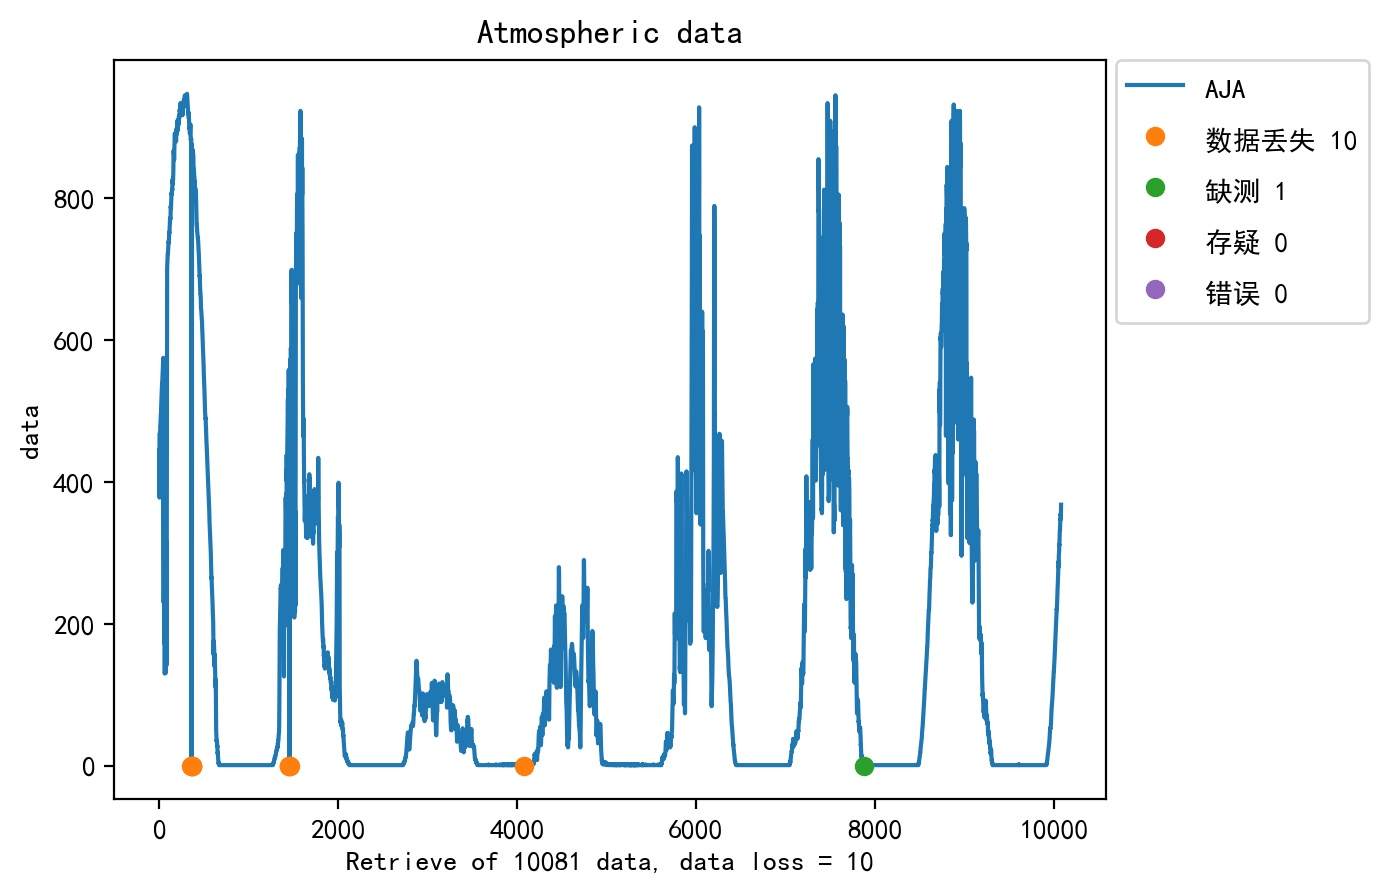 Atmospheric data
AJA
数据丢失 10
缺测 1
存疑 0
错误 0
data
800
600
400
200
0
0 2000 4000 6000 8000 10000
Retrieve of 10081 data, data loss = 10